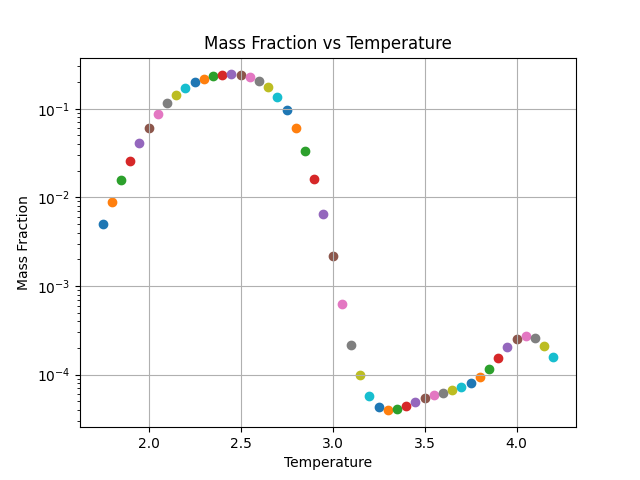 Mass Fraction vs Temperature
Mass Fraction
10⁻¹
10⁻²
10⁻³
10⁻⁴
2.0 2.5 3.0 3.5 4.0
Temperature